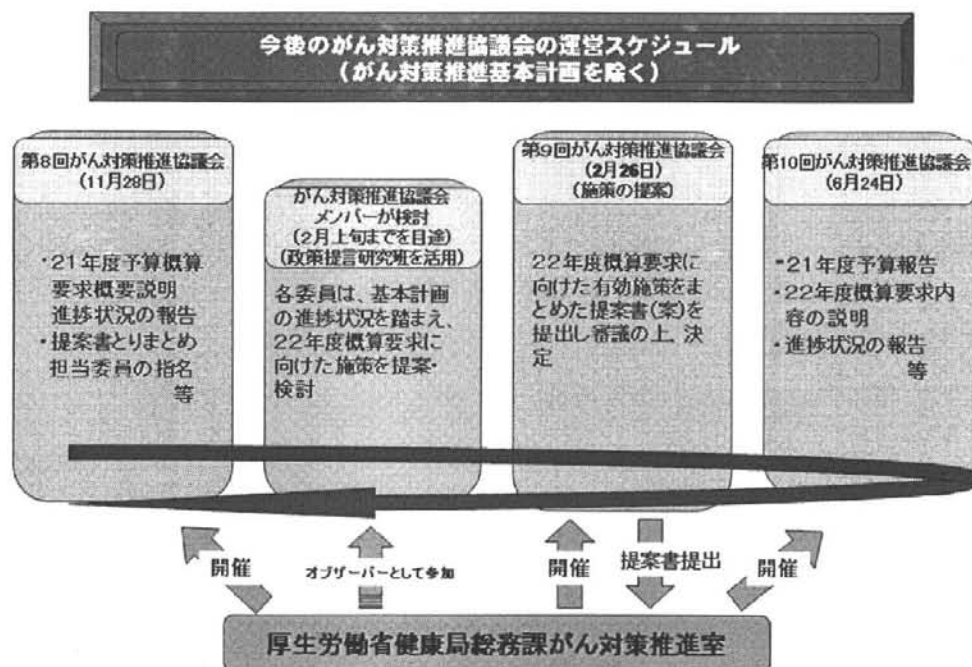 今後のがん対策推進協議会の運営スケジュール
(がん対策推進基本計画を除く)
第8回がん対策推進協議会
(11月28日)
・21年度予算概算
要求概要説明
進捗状況の報告
・提案書とりまとめ
担当委員の指名
等
がん対策推進協議会
メンバーが検討
(2月上旬までを目途)
(政策提言研究班を活用)
各委員は、基本計画
の進捗状況を踏まえ、
22年度概算要求に
向けた施策を提案・
検討
第9回がん対策推進協議会
(2月26日)
(施策の提案)
22年度概算要求に
向けた有効施策をま
とめた提案書(案)を
提出し審議の上、決
定
第10回がん対策推進協議会
(6月24日)
・21年度予算報告
・22年度概算要求内
容の説明
・進捗状況の報告
等
開催
オブザーバーとして参加
開催
提案書提出
開催
厚生労働省健康局総務課がん対策推進室